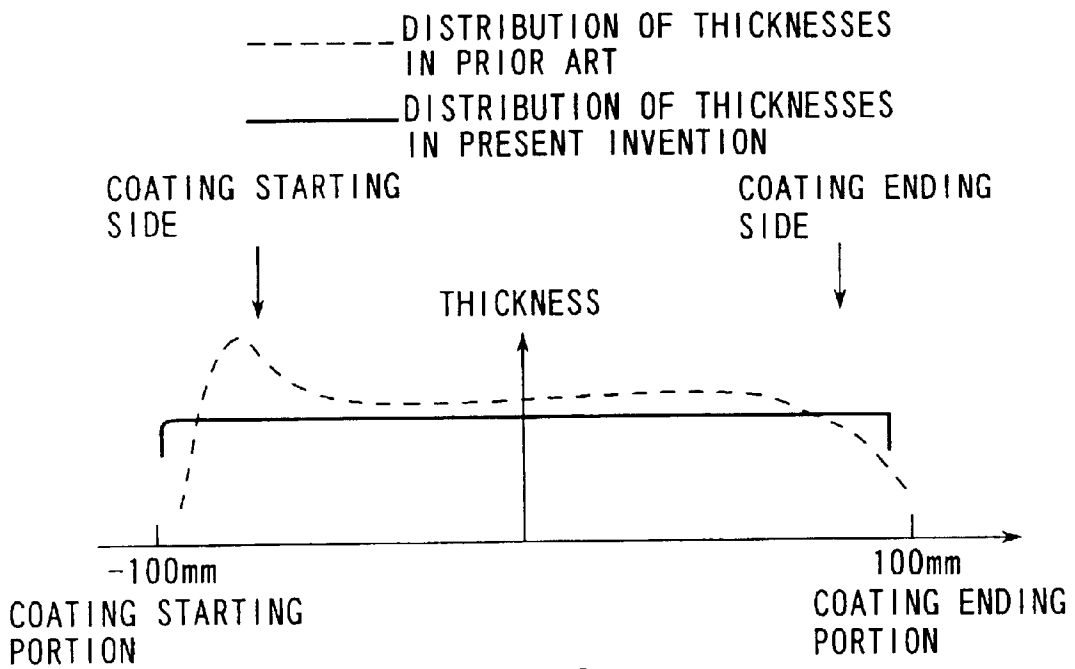 DISTRIBUTION OF THICKNESSES
IN PRIOR ART
DISTRIBUTION OF THICKNESSES
IN PRESENT INVENTION
COATING STARTING
SIDE
COATING ENDING
SIDE
THICKNESS
-100mm
100mm
COATING STARTING
PORTION
COATING ENDING
PORTION